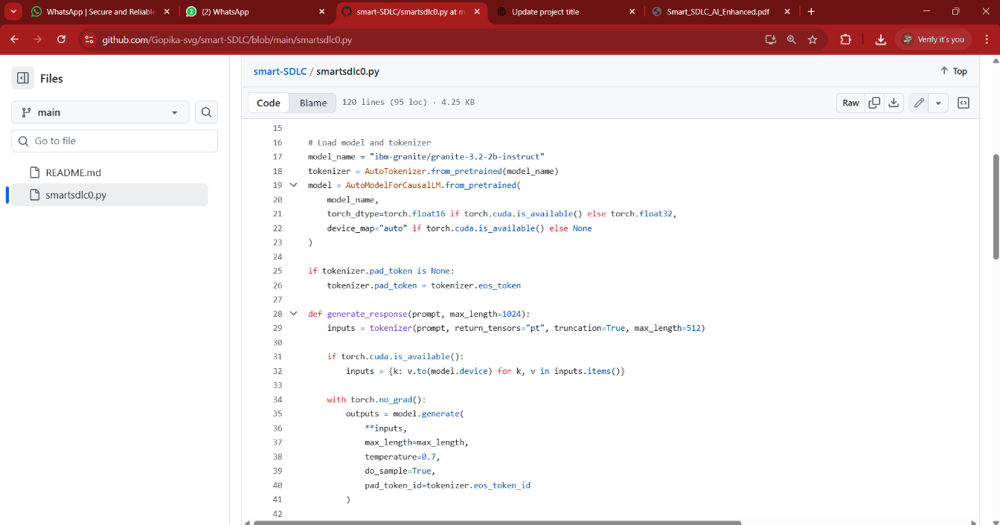 WhatsApp | Secure and Reliable
(2) WhatsApp
smart-SDLC/smartsdlc0.py at m
Update project title
Smart_SDLC_AI_Enhanced.pdf
github.com/Gopika-svg/smart-SDLC/blob/main/smartsdlc0.py
Verify it's you
Files
main
Go to file
README.md
smartsdlc0.py
smart-SDLC / smartsdlc0.py
Top
Code
Blame
120 lines (95 loc) · 4.25 KB
Raw
15
16 # Load model and tokenizer
17 model_name = "ibm-granite/granite-3.2-2b-instruct"
18 tokenizer = AutoTokenizer.from_pretrained(model_name)
19 model = AutoModelForCausalLM.from_pretrained(
20     model_name,
21     torch_dtype=torch.float16 if torch.cuda.is_available() else torch.float32,
22     device_map="auto" if torch.cuda.is_available() else None
23 )
24
25 if tokenizer.pad_token is None:
26     tokenizer.pad_token = tokenizer.eos_token
27
28 def generate_response(prompt, max_length=1024):
29     inputs = tokenizer(prompt, return_tensors="pt", truncation=True, max_length=512)
30
31     if torch.cuda.is_available():
32         inputs = {k: v.to(model.device) for k, v in inputs.items()}
33
34     with torch.no_grad():
35         outputs = model.generate(
36             **inputs,
37             max_length=max_length,
38             temperature=0.7,
39             do_sample=True,
40             pad_token_id=tokenizer.eos_token_id
41         )
42